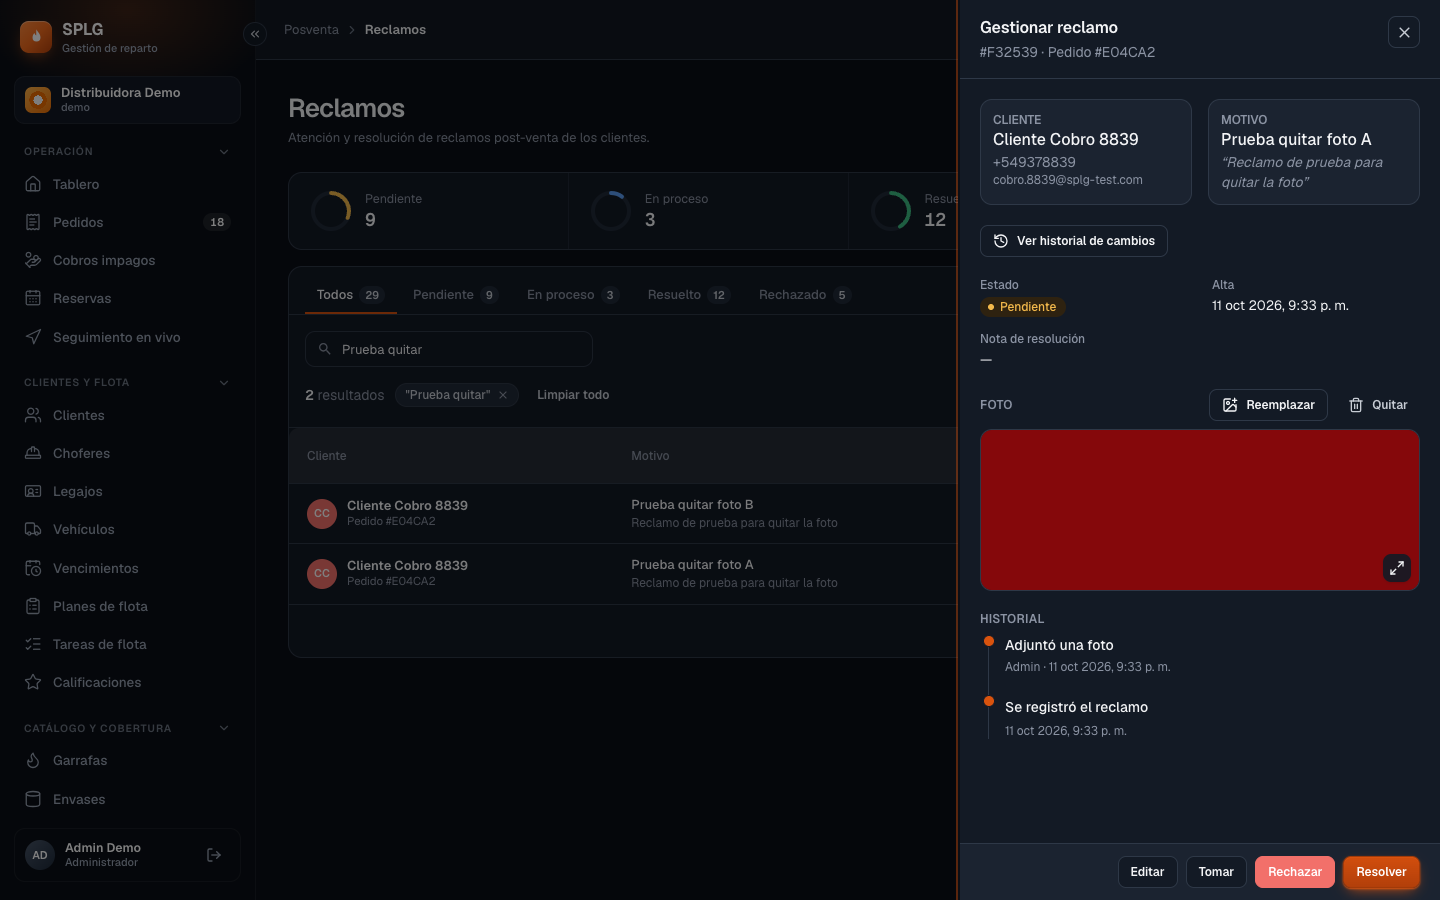 SPLG
Gestión de reparto
Distribuidora Demo
demo
OPERACIÓN
Tablero
Pedidos 18
Cobros impagos
Reservas
Seguimiento en vivo
CLIENTES Y FLOTA
Clientes
Choferes
Legajos
Vehículos
Vencimientos
Planes de flota
Tareas de flota
Calificaciones
CATÁLOGO Y COBERTURA
Garrafas
Envases
AD
Admin Demo
Administrador
Posventa > Reclamos
Reclamos
Atención y resolución de reclamos post-venta de los clientes.
Pendiente
9
En proceso
3
Resue
12
Todos 29 Pendiente 9 En proceso 3 Resuelto 12 Rechazado 5
Prueba quitar
2 resultados "Prueba quitar" Limpiar todo
Cliente Motivo
CC Cliente Cobro 8839 Prueba quitar foto B
Pedido #E04CA2 Reclamo de prueba para quitar la foto
CC Cliente Cobro 8839 Prueba quitar foto A
Pedido #E04CA2 Reclamo de prueba para quitar la foto
Gestionar reclamo
#F32539 · Pedido #E04CA2
CLIENTE
Cliente Cobro 8839
+549378839
cobro.8839@splg-test.com
MOTIVO
Prueba quitar foto A
“Reclamo de prueba para
quitar la foto”
Ver historial de cambios
Estado
Pendiente
Alta
11 oct 2026, 9:33 p. m.
Nota de resolución
—
FOTO Reemplazar Quitar
HISTORIAL
Adjuntó una foto
Admin · 11 oct 2026, 9:33 p. m.
Se registró el reclamo
11 oct 2026, 9:33 p. m.
Editar Tomar Rechazar Resolver